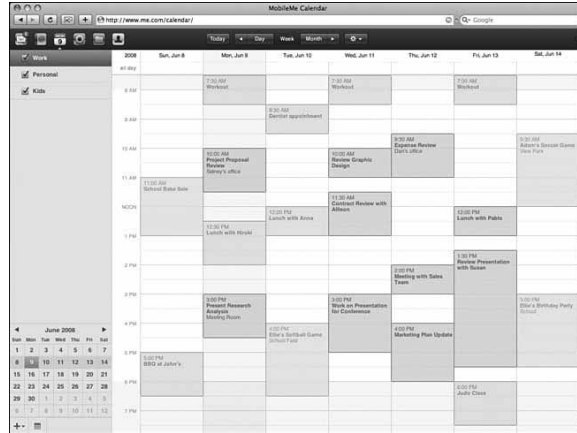 MobileMe Calendar
http://www.me.com/calendar/
Google
Today
Day
Week
Month
Work
Personal
Kids
2008
Sun, Jun 8
Mon, Jun 9
Tue, Jun 10
Wed, Jun 11
Thu, Jun 12
Fri, Jun 13
Sat, Jun 14
all-day
8 AM
9 AM
10 AM
11 AM
NOON
1 PM
2 PM
3 PM
4 PM
5 PM
6 PM
7 PM
11:00 AM
School Bake Sale
5:00 PM
BBQ at John's
7:30 AM
Workout
10:00 AM
Project Proposal
Review
Sidney's office
12:30 PM
Lunch with Hiroki
3:00 PM
Present Research
Analysis
Meeting Room
8:30 AM
Dentist appointment
12:00 PM
Lunch with Anna
4:00 PM
Ellie's Softball Game
School Field
7:30 AM
Workout
10:00 AM
Review Graphic
Design
11:30 AM
Contract Review with
Allison
3:00 PM
Work on Presentation
for Conference
9:30 AM
Expense Review
Dan's office
2:00 PM
Meeting with Sales
Team
4:00 PM
Marketing Plan Update
7:30 AM
Workout
12:00 PM
Lunch with Pablo
1:30 PM
Review Presentation
with Susan
6:00 PM
Judo Class
9:30 AM
Adam's Soccer Game
New York
3:00 PM
Ellie's Birthday Party
School
June 2008
Sun Mon Tue Wed Thu Fri Sat
1 2 3 4 5 6 7
8 9 10 11 12 13 14
15 16 17 18 19 20 21
22 23 24 25 26 27 28
29 30 1 2 3 4 5
6 7 8 9 10 11 12